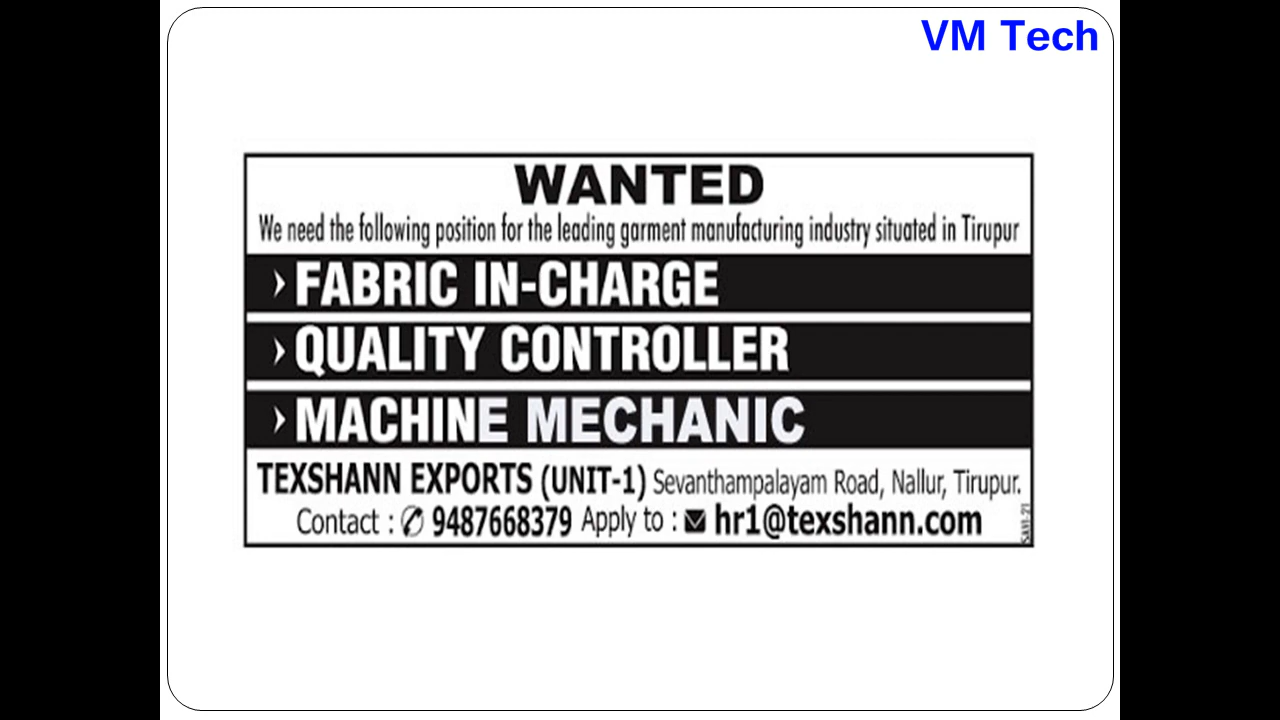 VM Tech
WANTED
We need the following position for the leading garment manufacturing industry situated in Tirupur
› FABRIC IN-CHARGE
› QUALITY CONTROLLER
› MACHINE MECHANIC
TEXSHANN EXPORTS (UNIT-1) Sevanthampalayam Road, Nallur, Tirupur.
Contact : ✆ 9487668379 Apply to : ✉ hr1@texshann.com